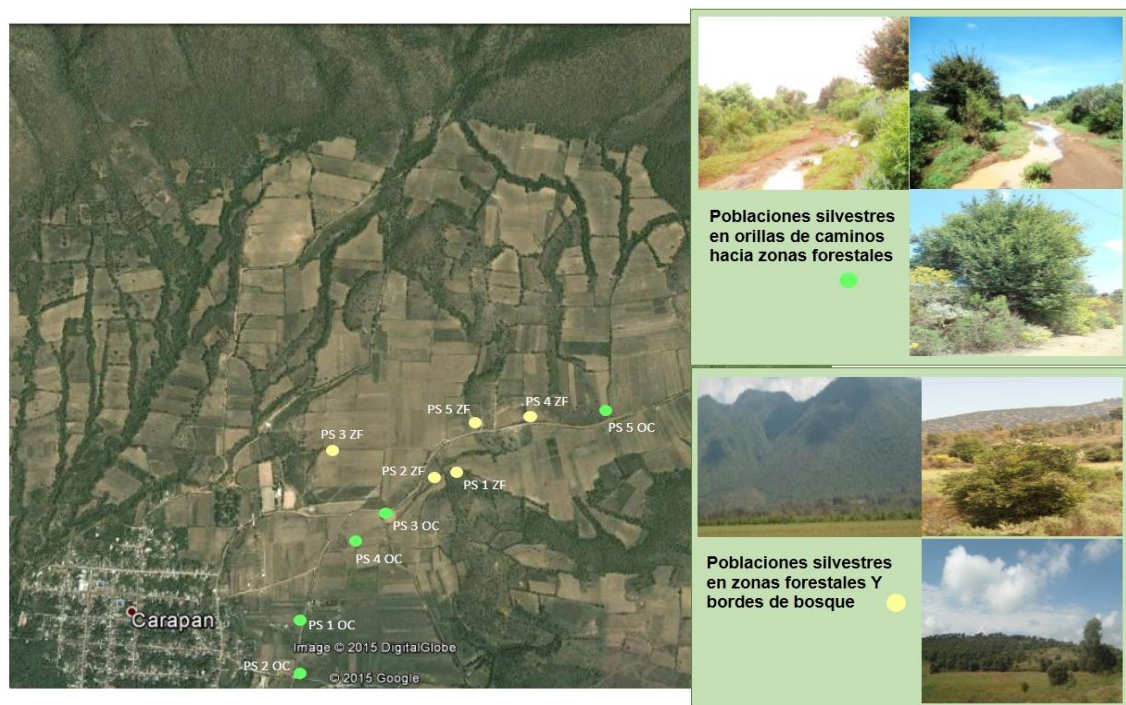 PS 5 ZF
PS 4 ZF
PS 5 OC
PS 3 ZF
PS 2 ZF
PS 1 ZF
PS 3 OC
PS 4 OC
Carapan
PS 1 OC
Image © 2015 DigitalGlobe
PS 2 OC
© 2015 Google
Poblaciones silvestres
en orillas de caminos
hacia zonas forestales
Poblaciones silvestres
en zonas forestales Y
bordes de bosque